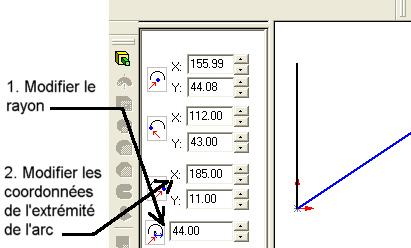 1. Modifier le
rayon
2. Modifier les
coordonnées
de l'extrémité
de l'arc
X: 155.99
Y: 44.08
X: 112.00
Y: 43.00
X: 185.00
Y: 11.00
44.00